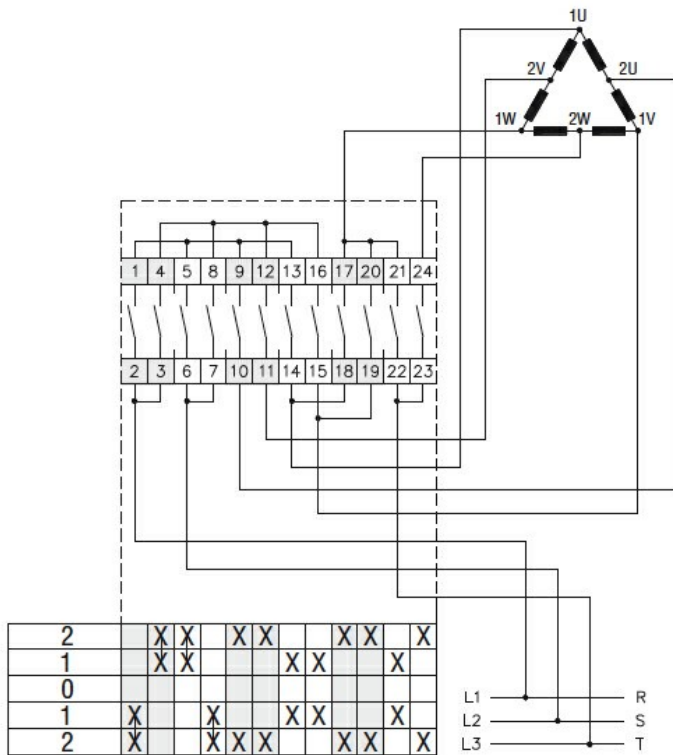 1U
2V 2U
1W 2W 1V
1 4 5 8 9 12 13 16 17 20 21 24
2 3 6 7 10 11 14 15 18 19 22 23
2 X X X X X X X
1 X X X X X
0
1 X X X X X
2 X X X X X X X
L1 R
L2 S
L3 T